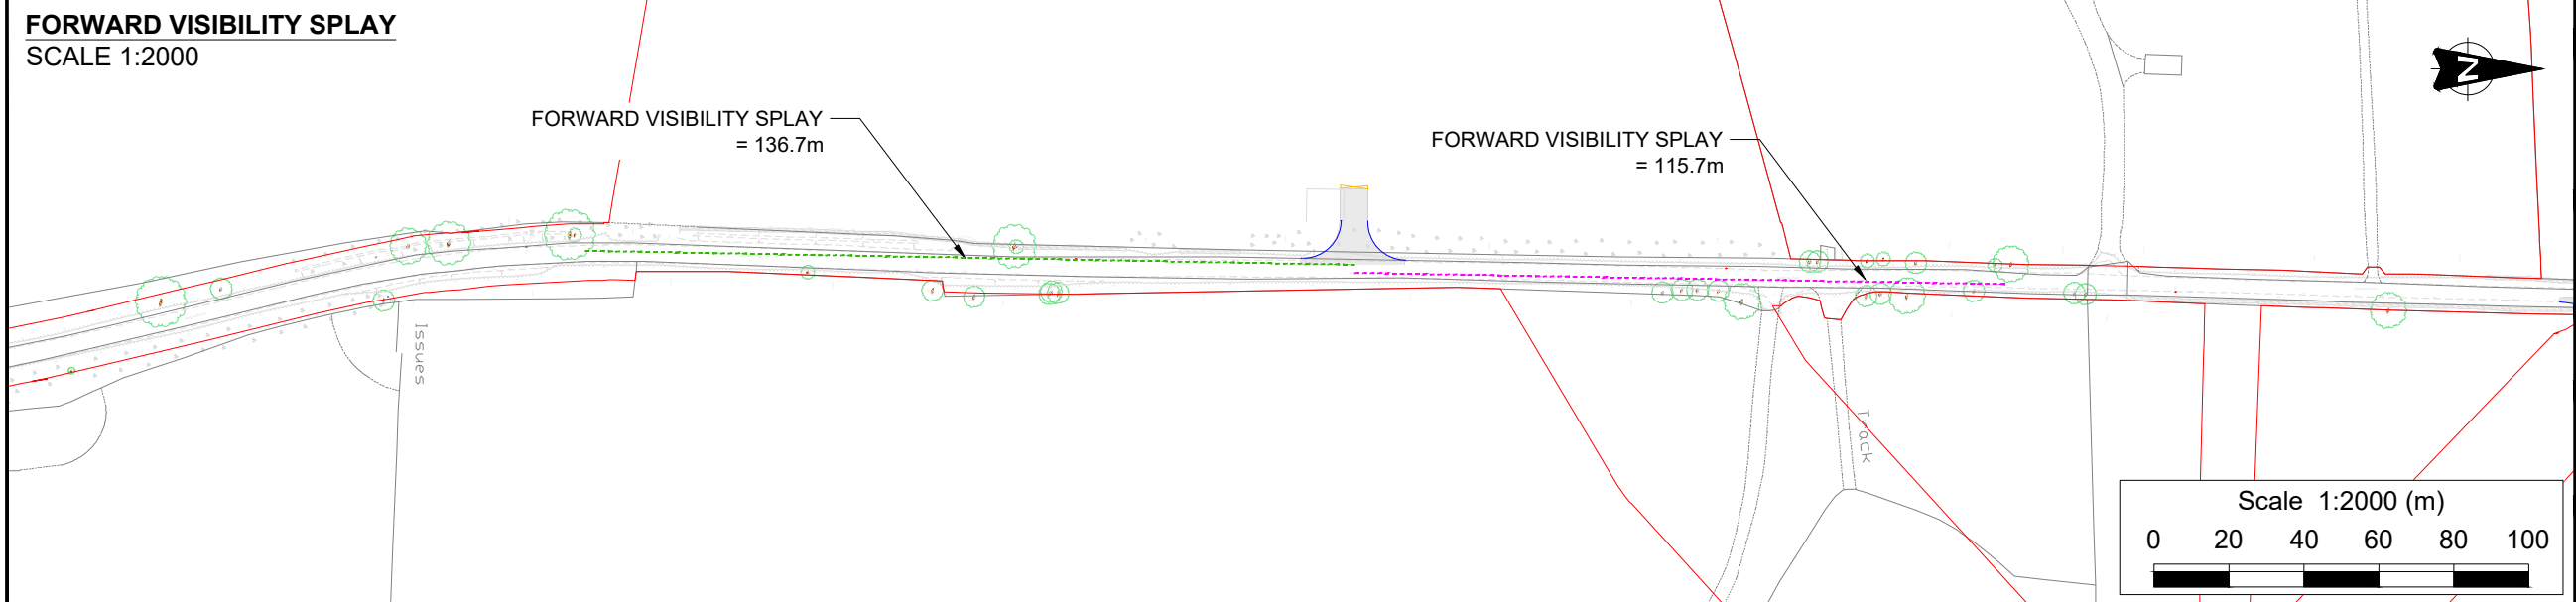 FORWARD VISIBILITY SPLAY
SCALE 1:2000
FORWARD VISIBILITY SPLAY
= 136.7m
FORWARD VISIBILITY SPLAY
= 115.7m
N
Issues
Track
Scale 1:2000 (m)
0 20 40 60 80 100